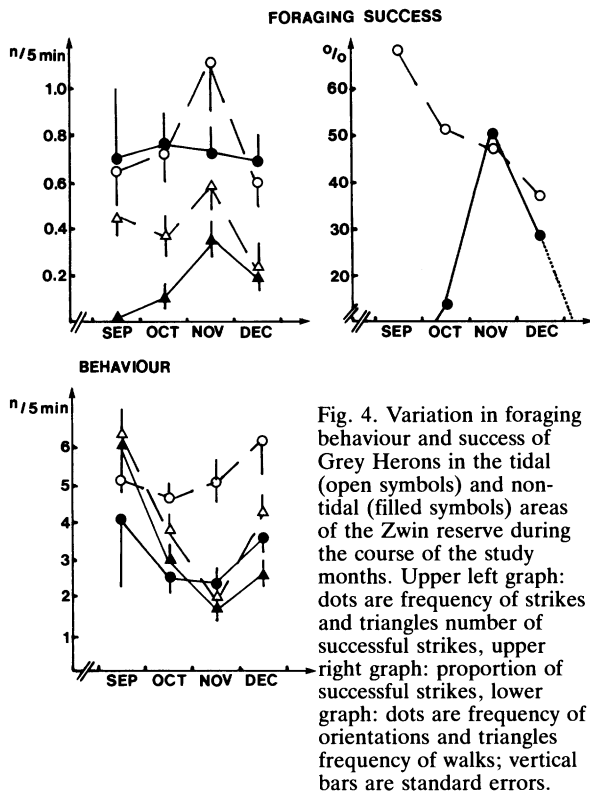 FORAGING SUCCESS
n/5 min
1.0
0.8
0.6
0.4
0.2
SEP OCT NOV DEC
%
60
50
40
30
20
SEP OCT NOV DEC
BEHAVIOUR
n/5 min
6
5
4
3
2
1
SEP OCT NOV DEC
Fig. 4. Variation in foraging
behaviour and success of
Grey Herons in the tidal
(open symbols) and non-
tidal (filled symbols) areas
of the Zwin reserve during
the course of the study
months. Upper left graph:
dots are frequency of strikes
and triangles number of
successful strikes, upper
right graph: proportion of
successful strikes, lower
graph: dots are frequency of
orientations and triangles
frequency of walks; vertical
bars are standard errors.